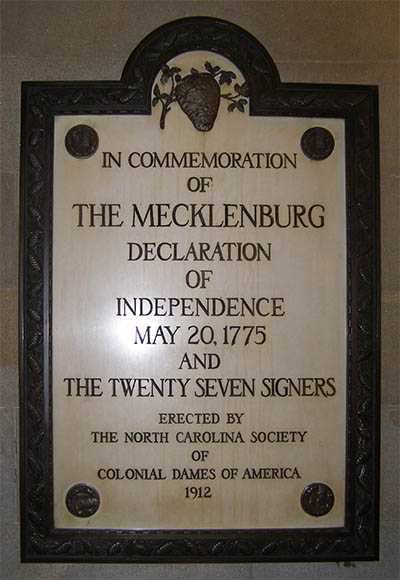 IN COMMEMORATION
OF
THE MECKLENBURG
DECLARATION
OF
INDEPENDENCE
MAY 20, 1775
AND
THE TWENTY SEVEN SIGNERS
ERECTED BY
THE NORTH CAROLINA SOCIETY
OF
COLONIAL DAMES OF AMERICA
1912